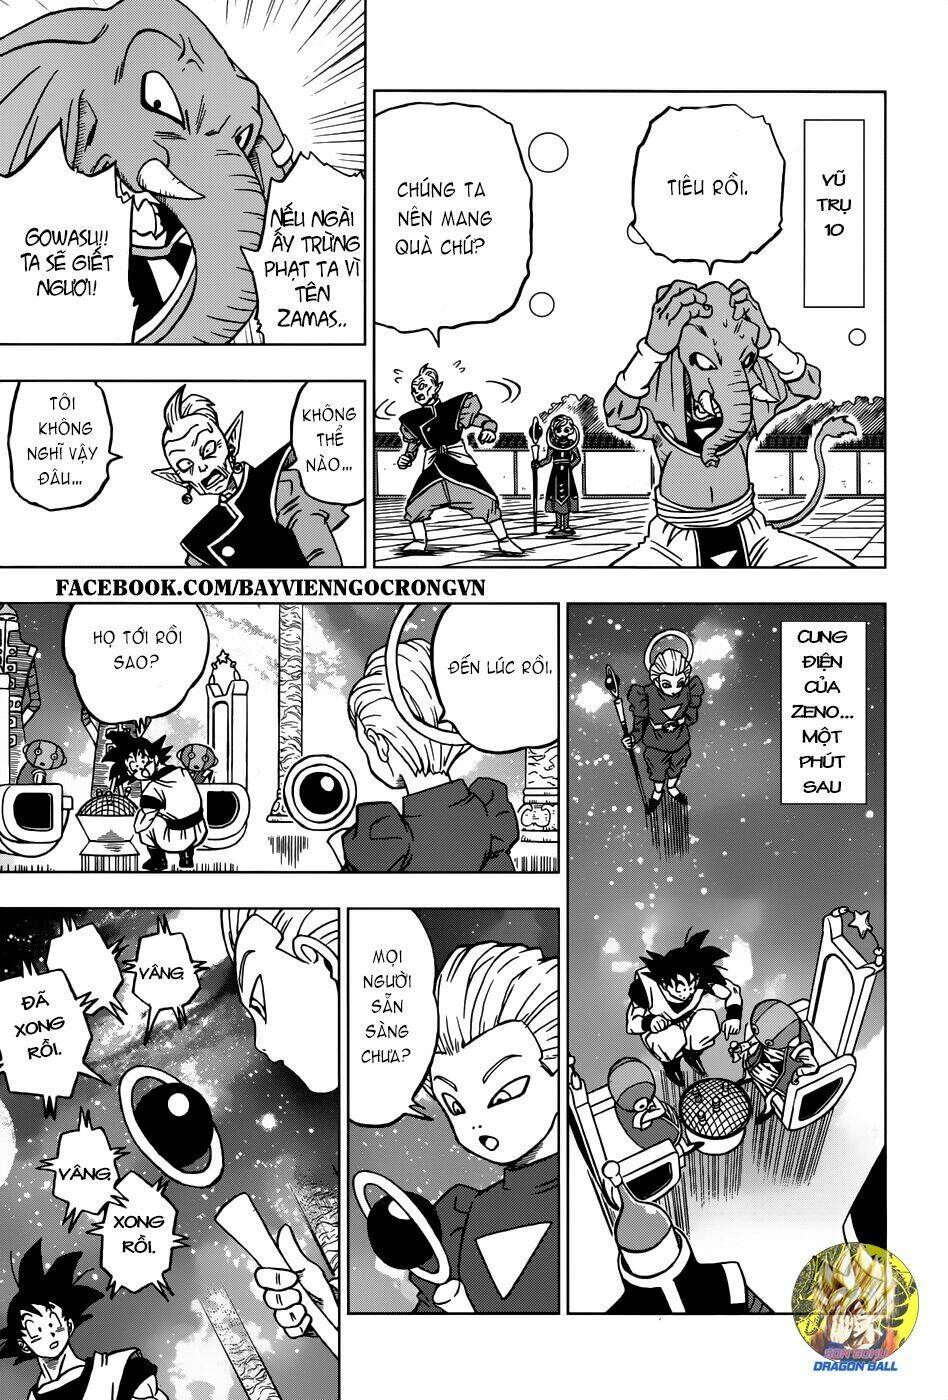 VŨ
TRỤ
10
TIÊU RỒI.
CHÚNG TA
NÊN MANG
QUÀ CHỨ?
NẾU NGÀI
ẤY TRỪNG
PHẠT TA VÌ
TÊN
ZAMAS..
GOWASU!!
TA SẼ GIẾT
NGƯƠI!
KHÔNG
THỂ
NÀO...
TÔI
KHÔNG
NGHĨ VẬY
ĐÂU...
FACEBOOK.COM/BAYVIENNGOCRONGVN
CUNG
ĐIỆN
CỦA
ZENO...
MỘT
PHÚT
SAU
ĐẾN LÚC RỒI.
HỌ TỚI RỒI
SAO?
MỌI
NGƯỜI
SẴN
SÀNG
CHƯA?
VÂNG
ĐÃ
XONG
RỒI.
VÂNG
XONG
RỒI.
SON GOKU
DRAGON BALL